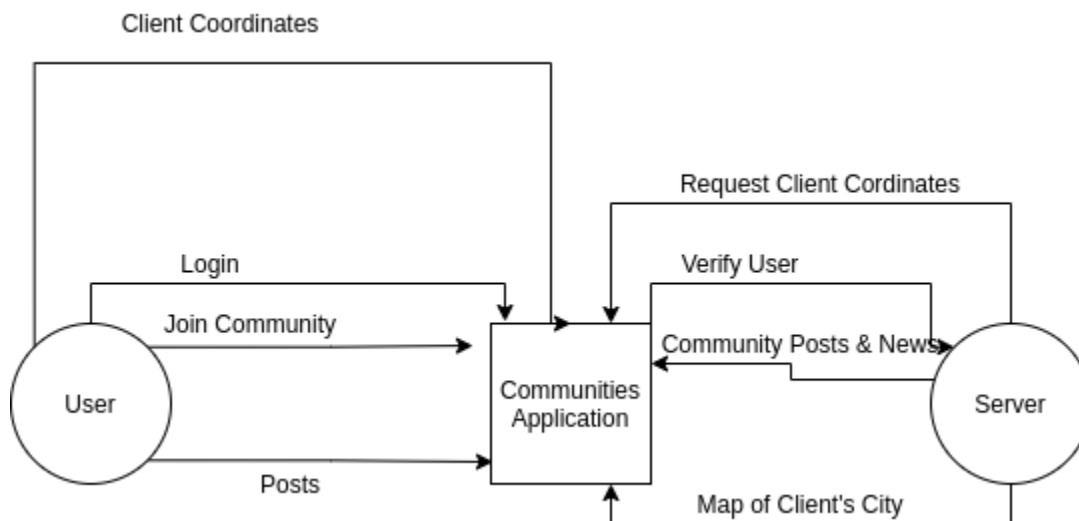 Client Coordinates
Request Client Cordinates
Login
Verify User
Join Community
Community Posts & News
Communities
Application
User
Server
Posts
Map of Client's City